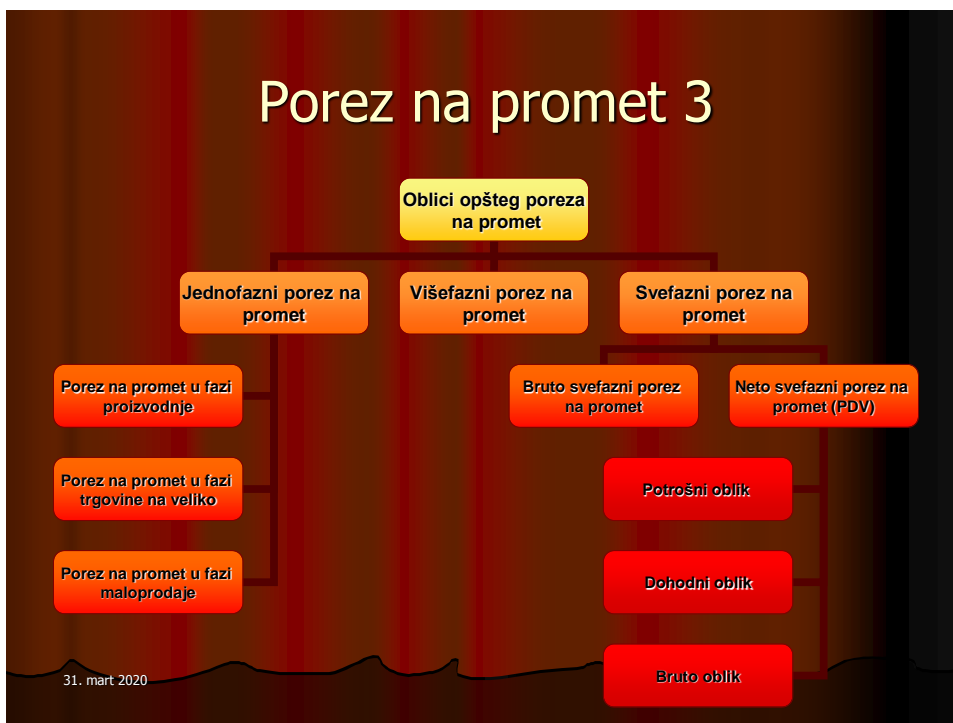 Porez na promet 3
Oblici opšteg poreza
na promet
Jednofazni porez na
promet
Višefazni porez na
promet
Svefazni porez na
promet
Porez na promet u fazi
proizvodnje
Bruto svefazni porez
na promet
Neto svefazni porez na
promet (PDV)
Porez na promet u fazi
trgovine na veliko
Potrošni oblik
Porez na promet u fazi
maloprodaje
Dohodni oblik
Bruto oblik
31. mart 2020